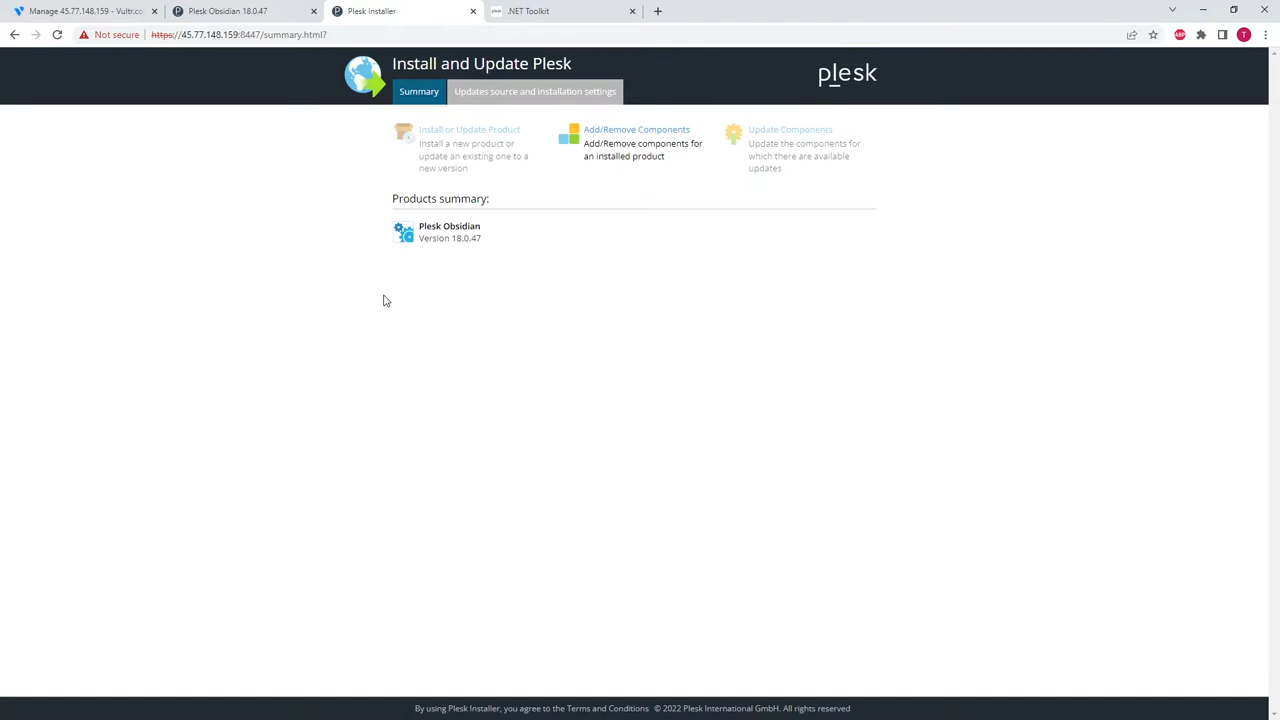 Manage 45.77.148.159 - Vultr.co
Plesk Obsidian 18.0.47
Plesk Installer
.NET Toolkit
Not secure
https://45.77.148.159:8447/summary.html?
ABP
T
Install and Update Plesk
plesk
Summary
Updates source and installation settings
Install or Update Product
Install a new product or
update an existing one to a
new version
Add/Remove Components
Add/Remove components for
an installed product
Update Components
Update the components for
which there are available
updates
Products summary:
Plesk Obsidian
Version 18.0.47
By using Plesk Installer, you agree to the Terms and Conditions © 2022 Plesk International GmbH. All rights reserved